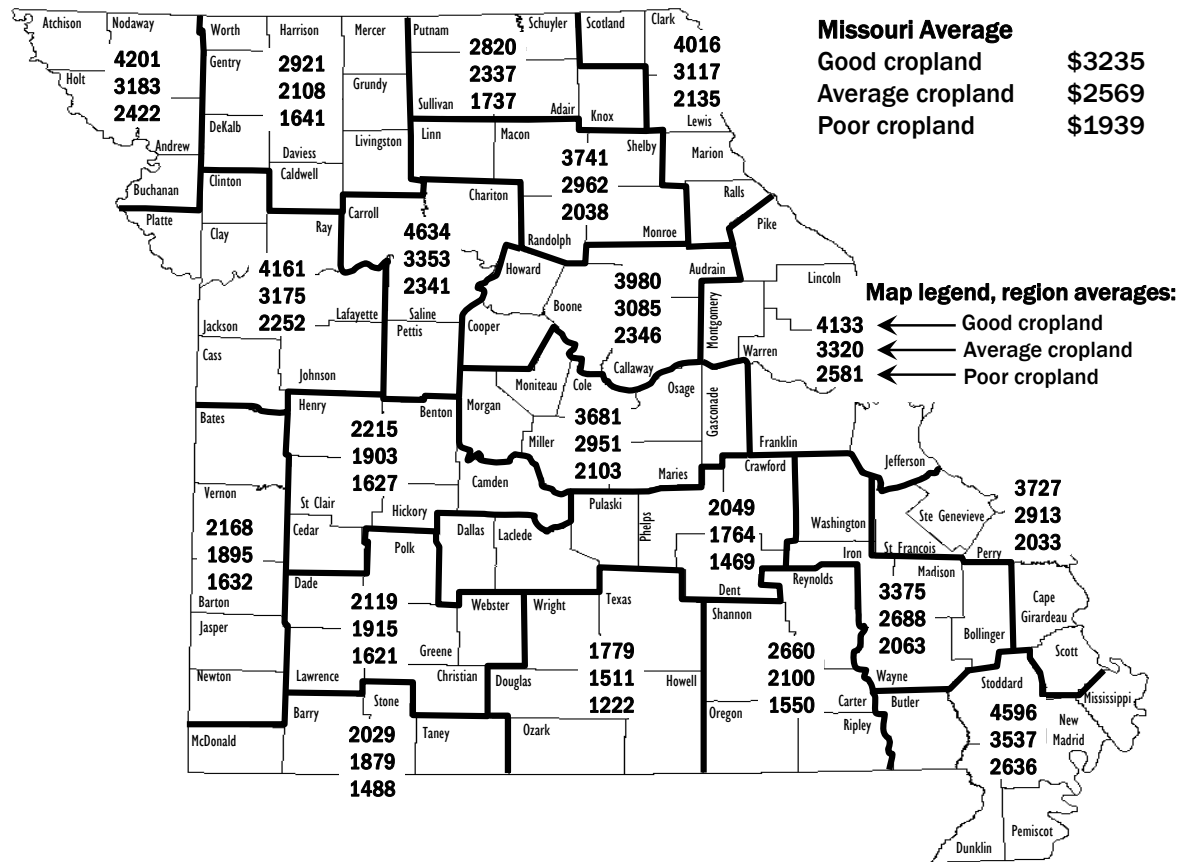 Atchison Nodaway Worth Harrison Mercer Putnam Schuyler Scotland Clark
Missouri Average
Good cropland $3235
Average cropland $2569
Poor cropland $1939
4201
3183
2422
Holt
Andrew
Buchanan
Gentry
DeKalb
2921
2108
1641
Grundy
Livingston
Daviess
Caldwell
2820
2337
1737
Sullivan
Adair
Knox
4016
3117
2135
Lewis
Linn
Macon
Shelby
Marion
3741
2962
2038
Ralls
Pike
Randolph
Monroe
Clinton
Platte
Clay
Ray
4161
3175
2252
Jackson
Lafayette
Cass
Johnson
Carroll
Chariton
4634
3353
2341
Saline
Pettis
Howard
Boone
Cooper
Audrain
3980
3085
2346
Callaway
Montgomery
Lincoln
Warren
Map legend, region averages:
4133 Good cropland
3320 Average cropland
2581 Poor cropland
Moniteau
Cole
Osage
Morgan
Miller
3681
2951
2103
Maries
Gasconade
Franklin
Jefferson
Bates
Henry
Benton
2215
1903
1627
St Clair
Hickory
Cedar
Camden
Vernon
2168
1895
1632
Barton
Jasper
Newton
McDonald
Pulaski
Phelps
Crawford
2049
1764
1469
Dent
Dallas
Laclede
Washington
Ste Genevieve
St Francois
Perry
3727
2913
2033
Iron
Reynolds
Madison
3375
2688
2063
Bollinger
Wayne
Cape
Girardeau
Scott
Polk
Dade
2119
1915
1621
Webster
Greene
Christian
Lawrence
Wright
Texas
1779
1511
1222
Douglas
Howell
Shannon
2660
2100
1550
Oregon
Carter
Ripley
Barry
Stone
Taney
Ozark
2029
1879
1488
Butler
Stoddard
Mississippi
4596
3537
2636
New
Madrid
Pemiscot
Dunklin